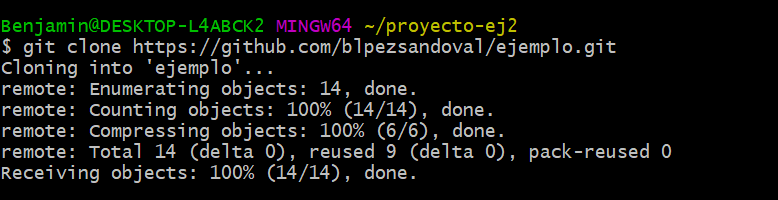 Benjamin@DESKTOP-L4ABCK2 MINGW64 ~/proyecto-ej2
$ git clone https://github.com/blpezsandoval/ejemplo.git
Cloning into 'ejemplo'...
remote: Enumerating objects: 14, done.
remote: Counting objects: 100% (14/14), done.
remote: Compressing objects: 100% (6/6), done.
remote: Total 14 (delta 0), reused 9 (delta 0), pack-reused 0
Receiving objects: 100% (14/14), done.